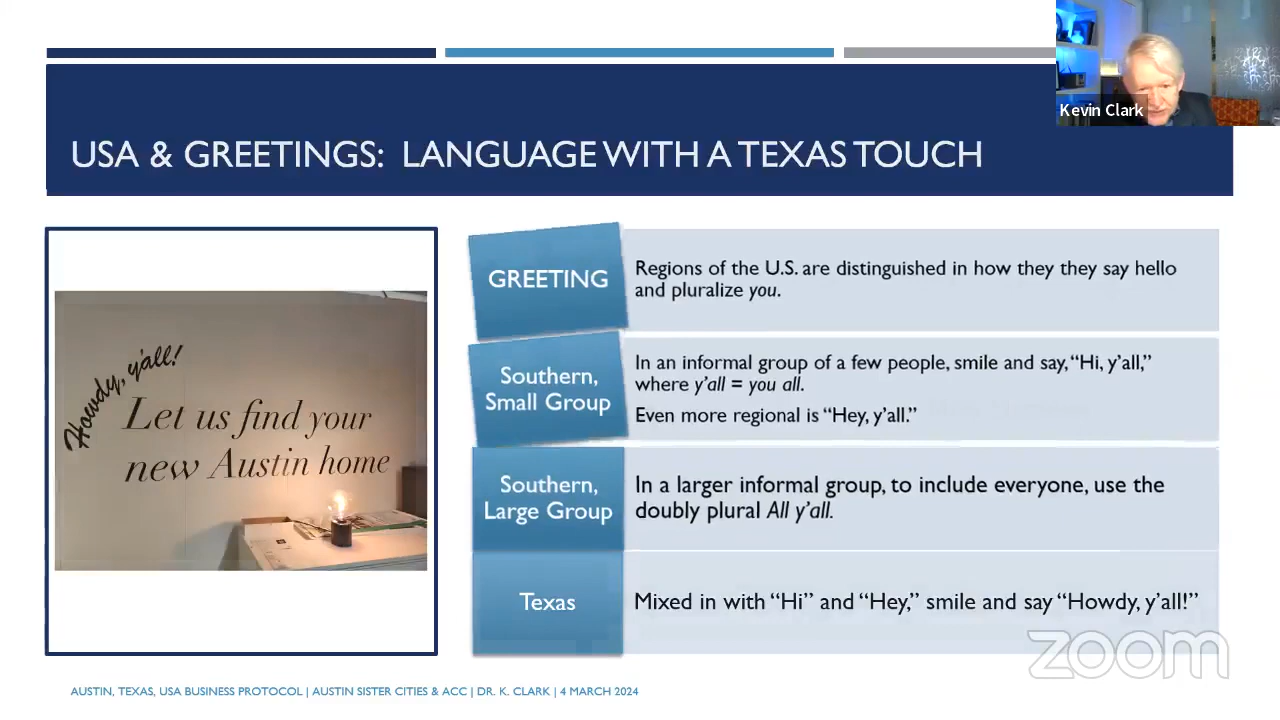 Kevin Clark
USA & GREETINGS: LANGUAGE WITH A TEXAS TOUCH
Howdy, y'all!
Let us find your
new Austin home
GREETING
Regions of the U.S. are distinguished in how they they say hello
and pluralize you.
Southern,
Small Group
In an informal group of a few people, smile and say, “Hi, y’all,”
where y’all = you all.
Even more regional is “Hey, y’all.”
Southern,
Large Group
In a larger informal group, to include everyone, use the
doubly plural All y’all.
Texas
Mixed in with “Hi” and “Hey,” smile and say “Howdy, y’all!”
zoom
AUSTIN, TEXAS, USA BUSINESS PROTOCOL | AUSTIN SISTER CITIES & ACC | DR. K. CLARK | 4 MARCH 2024